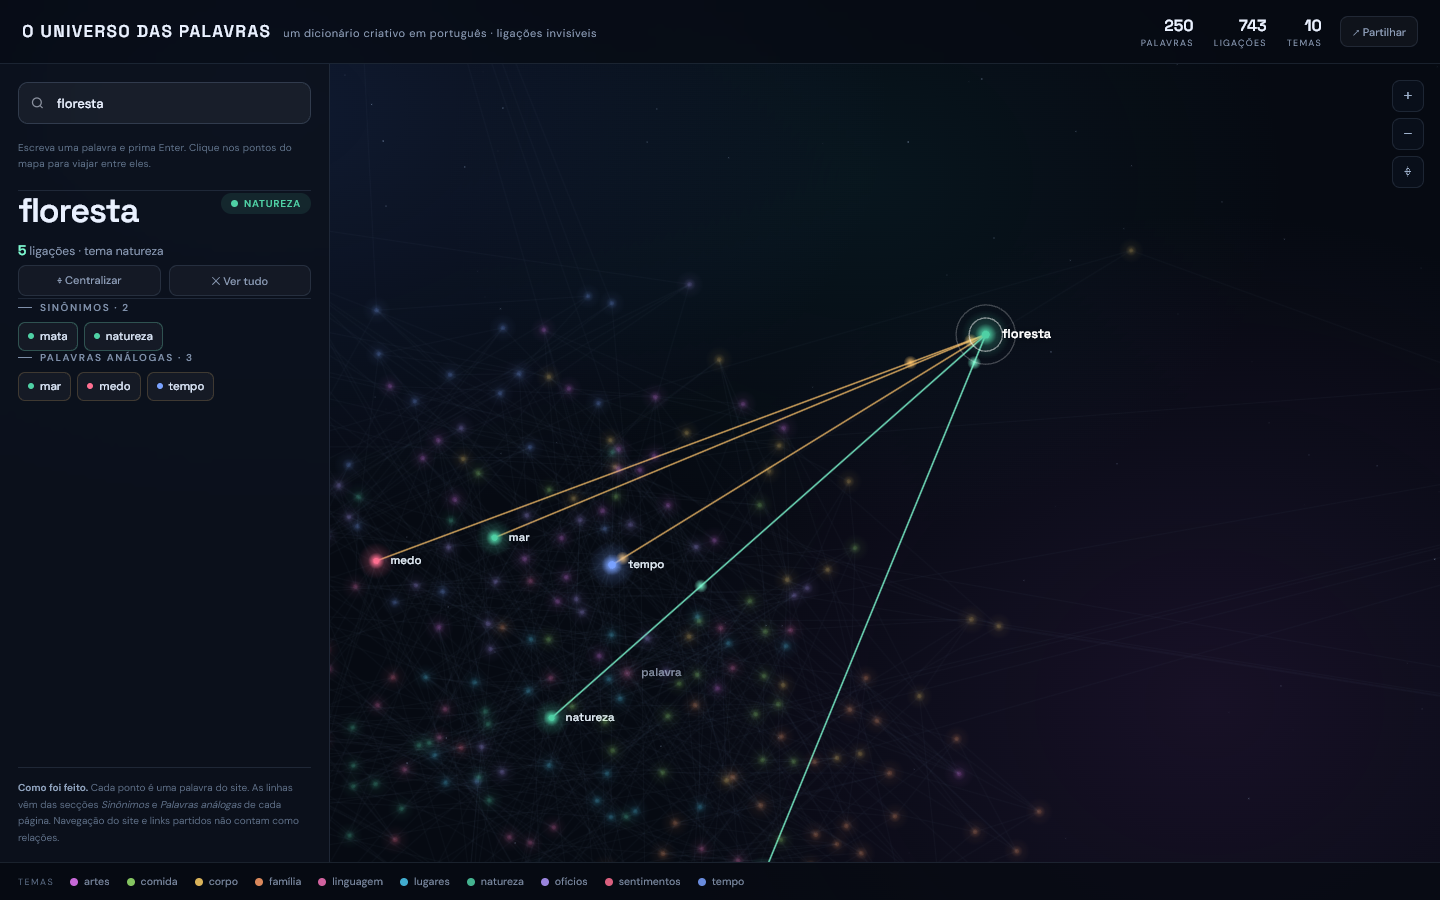 O UNIVERSO DAS PALAVRAS um dicionário criativo em português · ligações invisíveis
250 743 10
PALAVRAS LIGAÇÕES TEMAS
Partilhar
floresta
Escreva uma palavra e prima Enter. Clique nos pontos do
mapa para viajar entre eles.
floresta
NATUREZA
5 ligações · tema natureza
Centralizar
Ver tudo
SINÔNIMOS · 2
mata natureza
PALAVRAS ANÁLOGAS · 3
mar medo tempo
Como foi feito. Cada ponto é uma palavra do site. As linhas
vêm das secções Sinônimos e Palavras análogas de cada
página. Navegação do site e links partidos não contam como
relações.
+
−
floresta
mar
medo
tempo
palavra
natureza
TEMAS artes comida corpo família linguagem lugares natureza ofícios sentimentos tempo